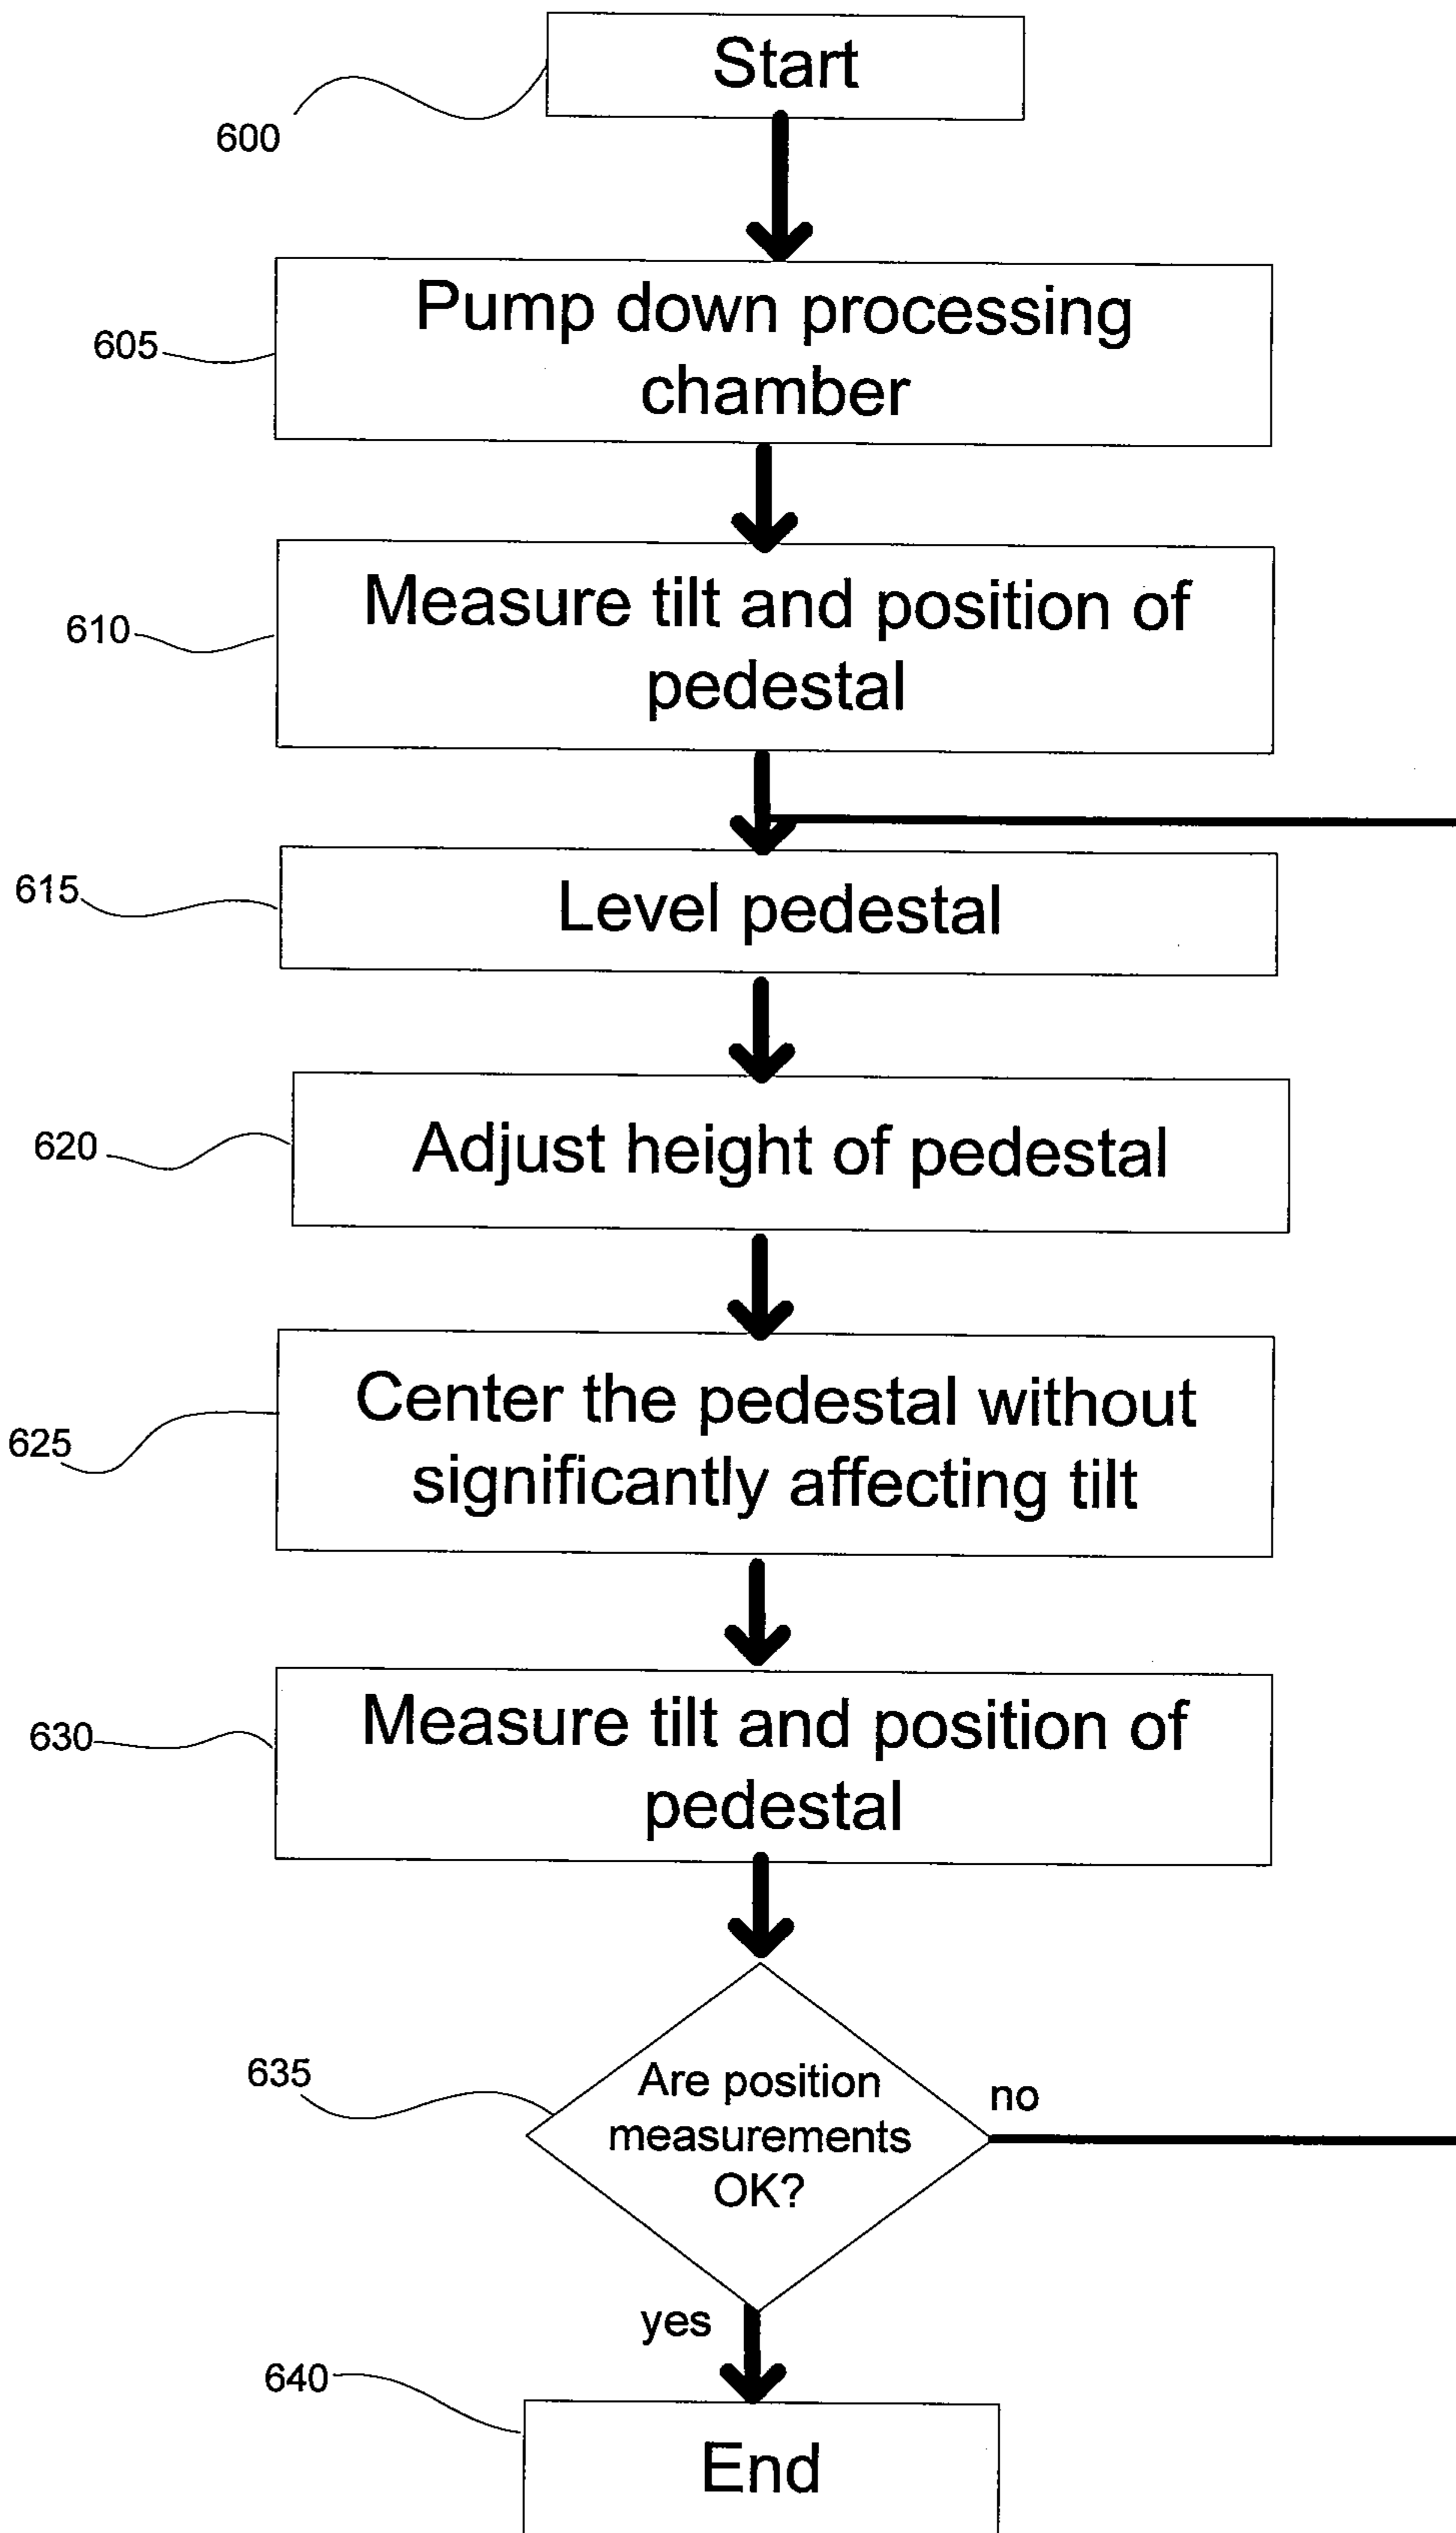 Start
600
Pump down processing
chamber
605
Measure tilt and position of
pedestal
610
Level pedestal
615
Adjust height of pedestal
620
Center the pedestal without
significantly affecting tilt
625
Measure tilt and position of
pedestal
630
Are position
measurements
OK?
635
no
yes
640
End